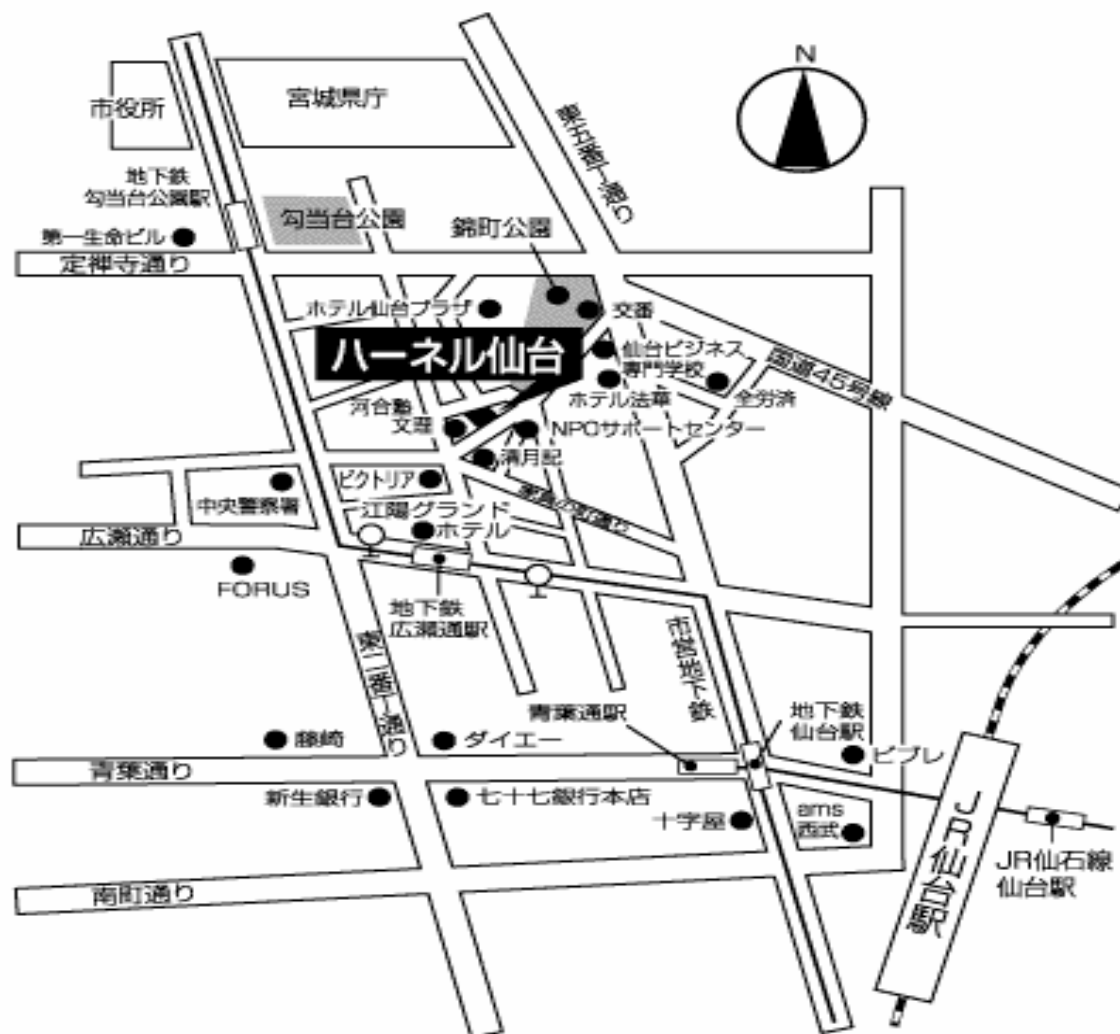 N
市役所
宮城県庁
東五番丁通り
地下鉄
勾当台公園駅
勾当台公園
錦町公園
第一生命ビル
定禅寺通り
ホテル仙台プラザ
交番
ハーネル仙台
仙台ビジネス
専門学校
国道45号線
ホテル法華
全労済
河合塾
文理
NPOサポートセンター
清月記
ビクトリア
中央警察署
江陽グランド
ホテル
広瀬通り
FORUS
地下鉄
広瀬通駅
東二番丁通り
市営地下鉄
青葉通駅
地下鉄
仙台駅
藤崎
ダイエー
ビブレ
青葉通り
新生銀行
七十七銀行本店
十字屋
ams
西武
JR仙台駅
JR仙石線
仙台駅
南町通り